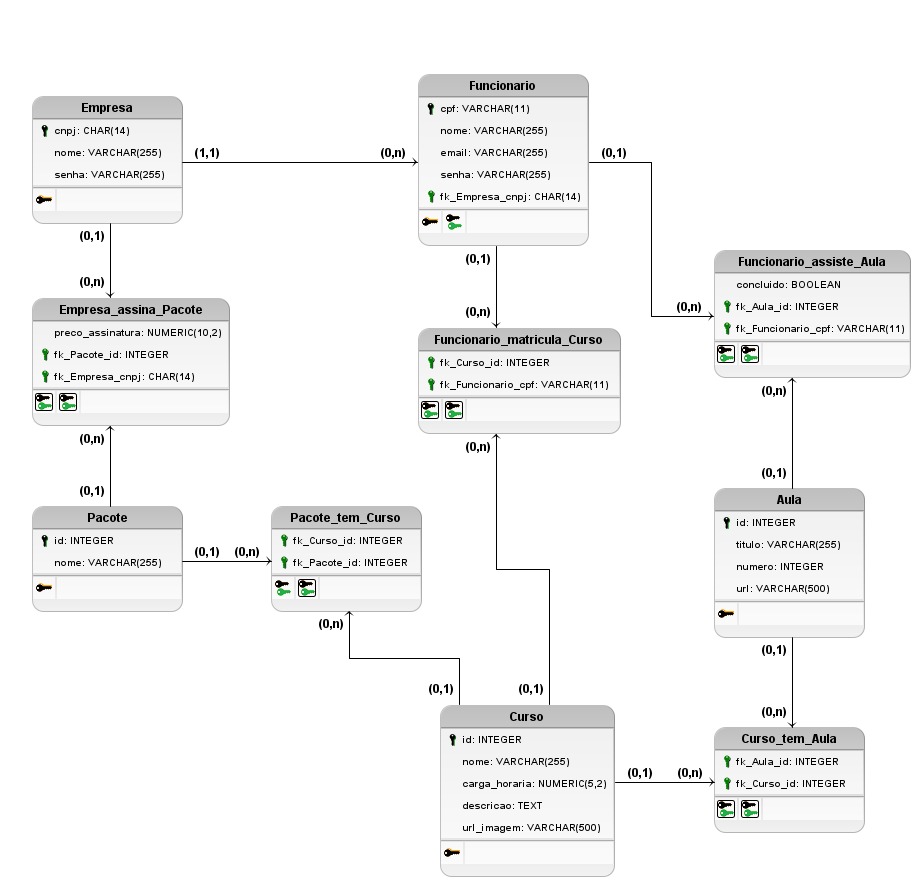 Empresa
cnpj: CHAR(14)
nome: VARCHAR(255)
senha: VARCHAR(255)
(1,1)
(0,n)
Funcionario
cpf: VARCHAR(11)
nome: VARCHAR(255)
email: VARCHAR(255)
senha: VARCHAR(255)
fk_Empresa_cnpj: CHAR(14)
(0,1)
(0,n)
Funcionario_assiste_Aula
concluido: BOOLEAN
fk_Aula_id: INTEGER
fk_Funcionario_cpf: VARCHAR(11)
(0,1)
(0,n)
Empresa_assina_Pacote
preco_assinatura: NUMERIC(10,2)
fk_Pacote_id: INTEGER
fk_Empresa_cnpj: CHAR(14)
(0,1)
(0,n)
Funcionario_matricula_Curso
fk_Curso_id: INTEGER
fk_Funcionario_cpf: VARCHAR(11)
(0,n)
(0,1)
(0,n)
(0,n)
(0,1)
Pacote
id: INTEGER
nome: VARCHAR(255)
(0,1)
(0,n)
Pacote_tem_Curso
fk_Curso_id: INTEGER
fk_Pacote_id: INTEGER
(0,n)
Aula
id: INTEGER
titulo: VARCHAR(255)
numero: INTEGER
url: VARCHAR(500)
(0,1)
(0,n)
(0,1)
(0,1)
Curso
id: INTEGER
nome: VARCHAR(255)
carga_horaria: NUMERIC(5,2)
descricao: TEXT
url_imagem: VARCHAR(500)
(0,1)
(0,n)
Curso_tem_Aula
fk_Aula_id: INTEGER
fk_Curso_id: INTEGER